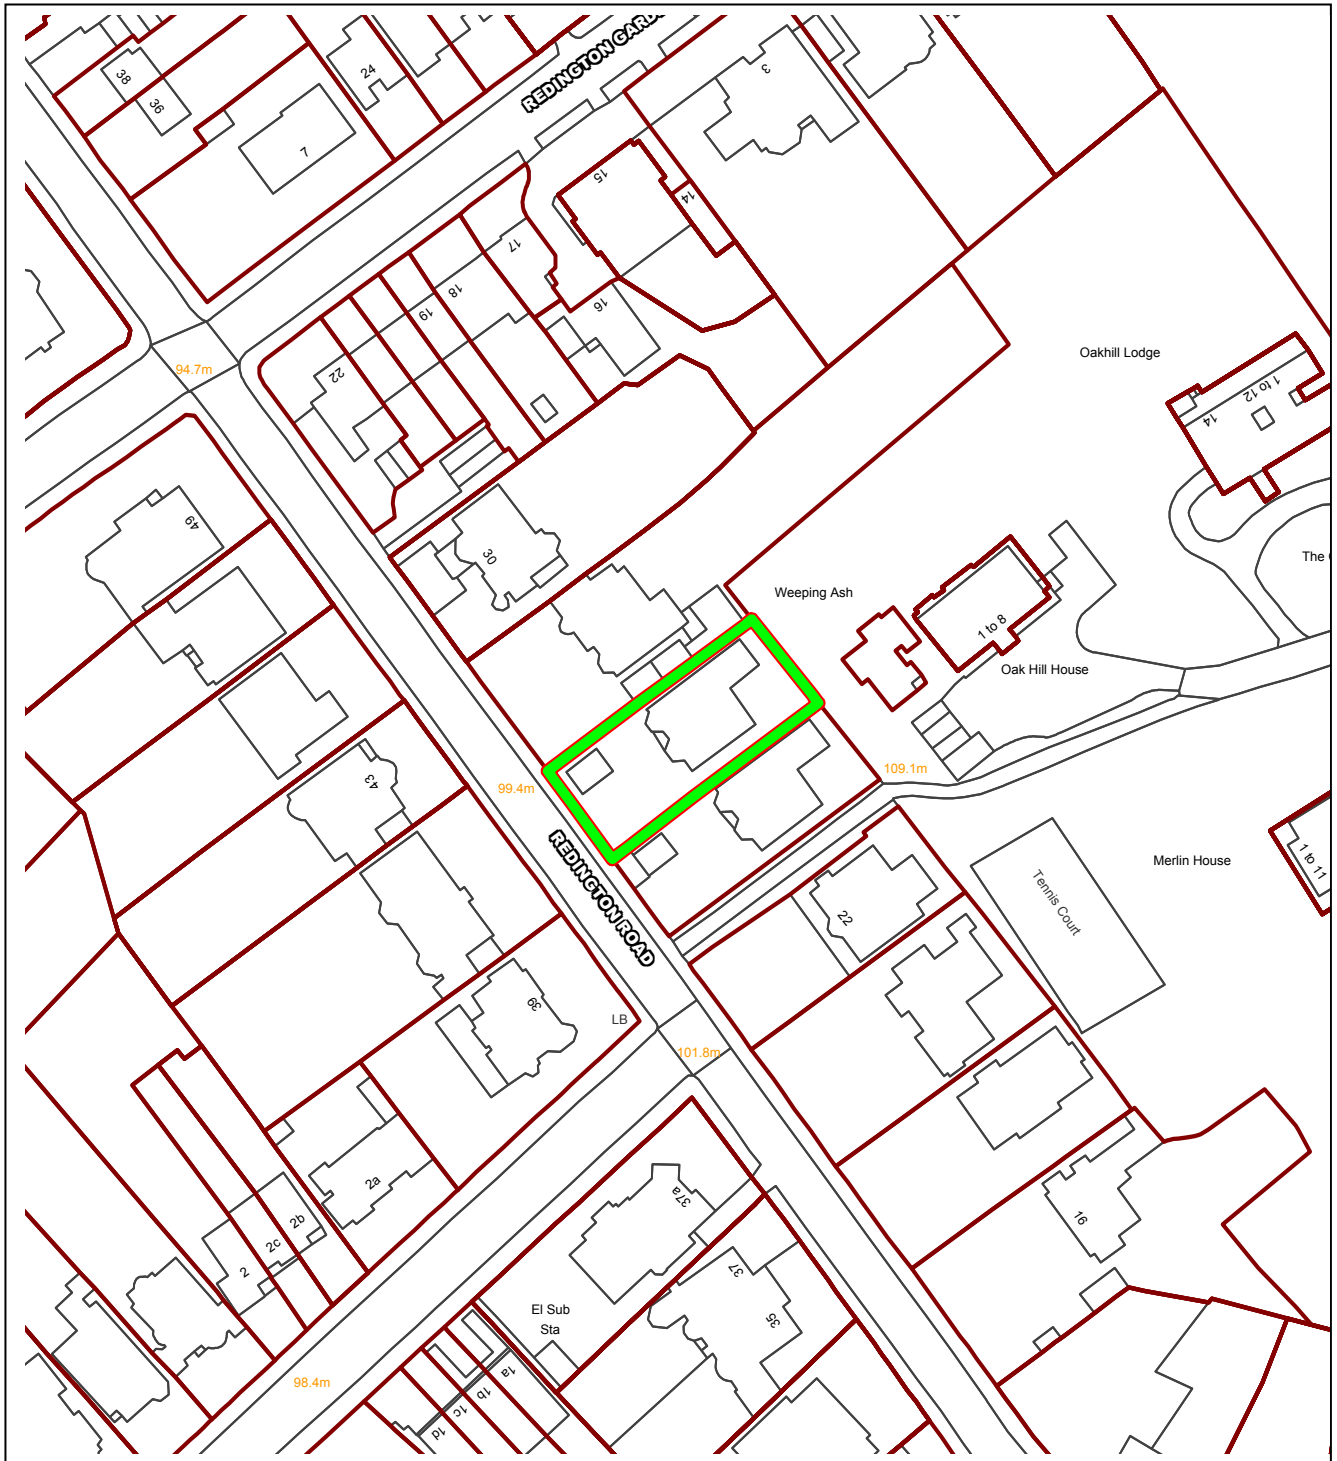 REDINGTON GARD
38
36
24
7
3
15
14
17
16
18
19
22
94.7m
Oakhill Lodge
1 to 12
14
49
30
The
Weeping Ash
1 to 8
Oak Hill House
43
99.4m
109.1m
REDINGTON ROAD
Merlin House
1 to 11
Tennis Court
22
39
LB
101.8m
2a
2b
2c
2
37a
16
37
35
El Sub
Sta
98.4m
1a
1b
1c
1d